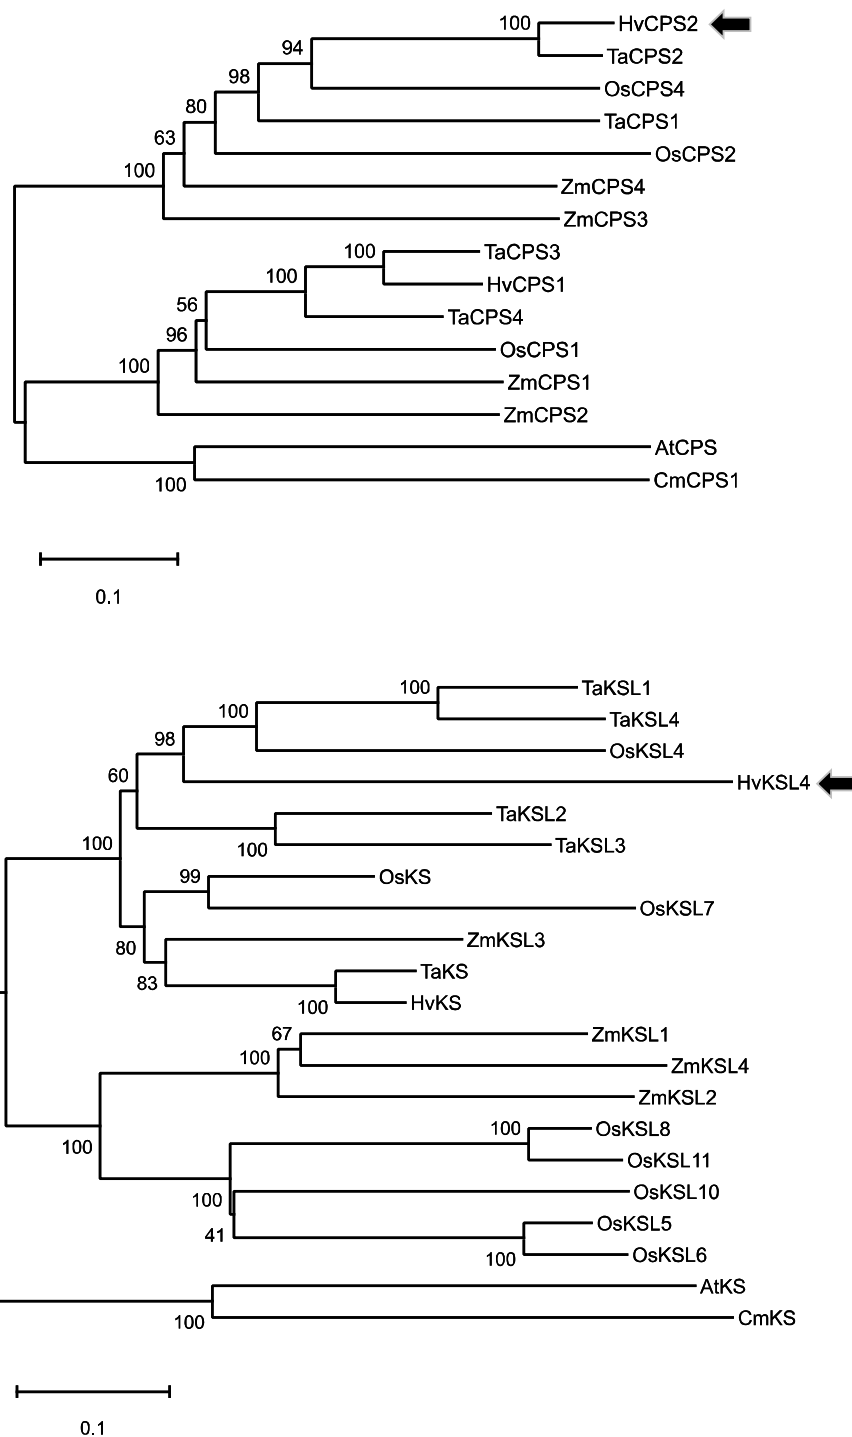 100 HvCPS2
94 TaCPS2
98 OsCPS4
80 TaCPS1
63 OsCPS2
100 ZmCPS4
ZmCPS3
100 TaCPS3
100 HvCPS1
56 TaCPS4
96 OsCPS1
100 ZmCPS1
ZmCPS2
AtCPS
100 CmCPS1
0.1
100 TaKSL1
100 TaKSL4
98 OsKSL4
60 HvKSL4
TaKSL2
100 100 TaKSL3
99 OsKS
OsKSL7
80 ZmKSL3
83 TaKS
100 HvKS
67 ZmKSL1
100 ZmKSL4
ZmKSL2
100 100 OsKSL8
OsKSL11
100 OsKSL10
41 OsKSL5
100 OsKSL6
AtKS
100 CmKS
0.1